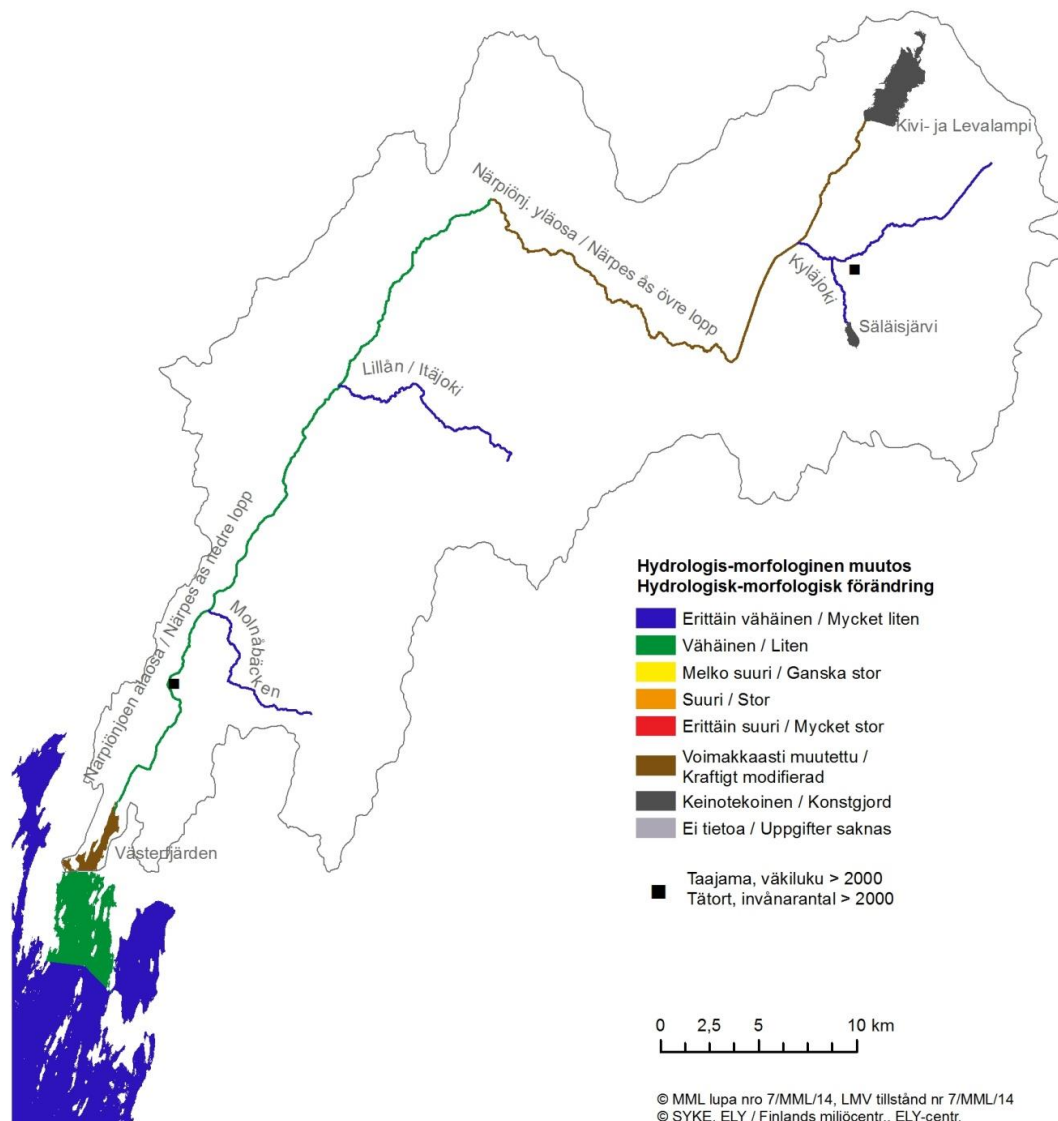 Kivi- ja Levalampi
Närpiönj. yläosa / Närpes ås övre lopp
Kyläjoki
Säläisjärvi
Lillån / Itäjoki
Närpiönjoen alaosa / Närpes ås nedre lopp
Molnåbäcken
Västerfjärden
Hydrologis-morfologinen muutos
Hydrologisk-morfologisk förändring
Erittäin vähäinen / Mycket liten
Vähäinen / Liten
Melko suuri / Ganska stor
Suuri / Stor
Erittäin suuri / Mycket stor
Voimakkaasti muutettu /
Kraftigt modifierad
Keinotekoinen / Konstgjord
Ei tietoa / Uppgifter saknas
Taajama, väkiluku > 2000
Tätort, invånarantal > 2000
0 2,5 5 10 km
© MML lupa nro 7/MML/14, LMV tillstånd nr 7/MML/14
© SYKE, ELY / Finlands miljöcentr., ELY-centr.